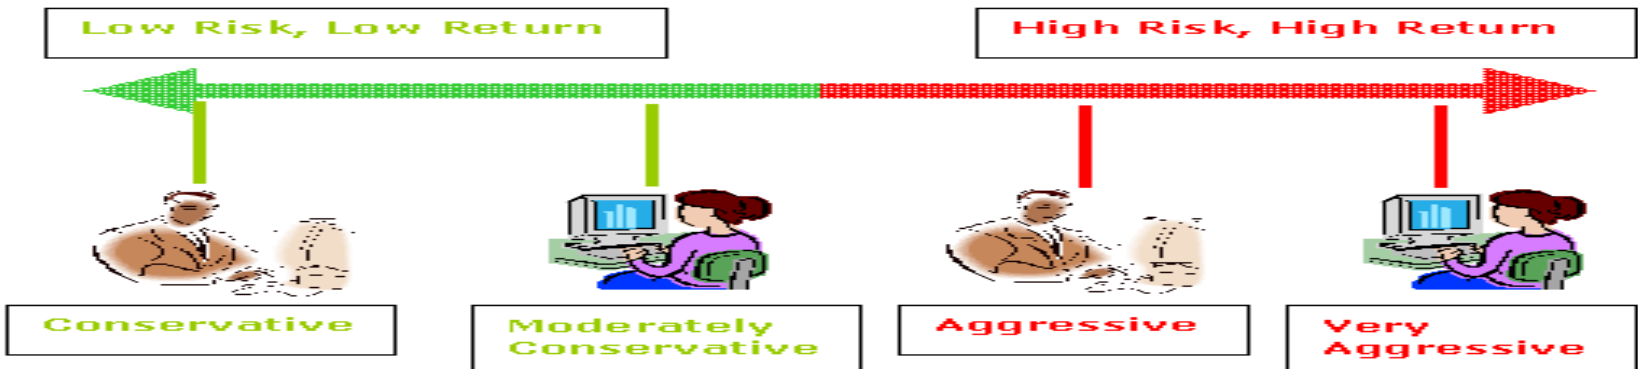 Low Risk, Low Return
High Risk, High Return
Conservative
Moderately
Conservative
Aggressive
Very
Aggressive